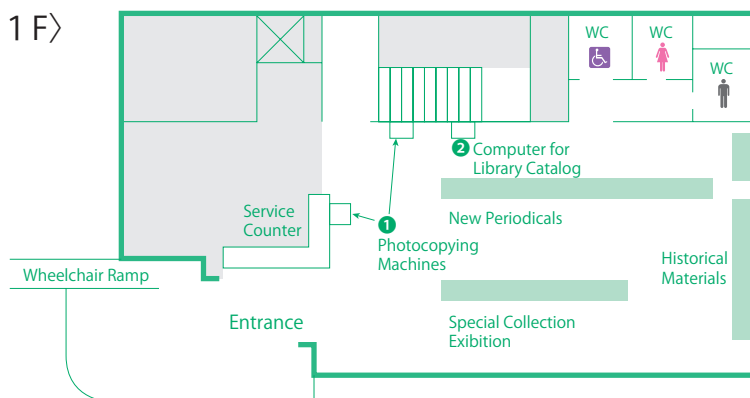 1 F〉
WC
WC
WC
❷ Computer for
Library Catalog
New Periodicals
Service
Counter
❶
Photocopying
Machines
Historical
Materials
Wheelchair Ramp
Entrance
Special Collection
Exibition